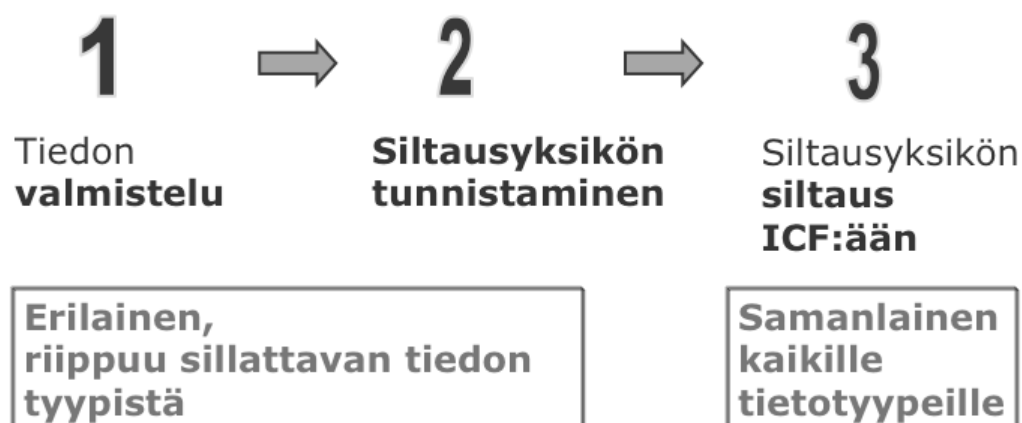 1
2
3
Tiedon
valmistelu
Siltausyksikön
tunnistaminen
Siltausyksikön
siltaus
ICF:ään
Erilainen,
riippuu sillattavan tiedon
tyypistä
Samanlainen
kaikille
tietotyypeille